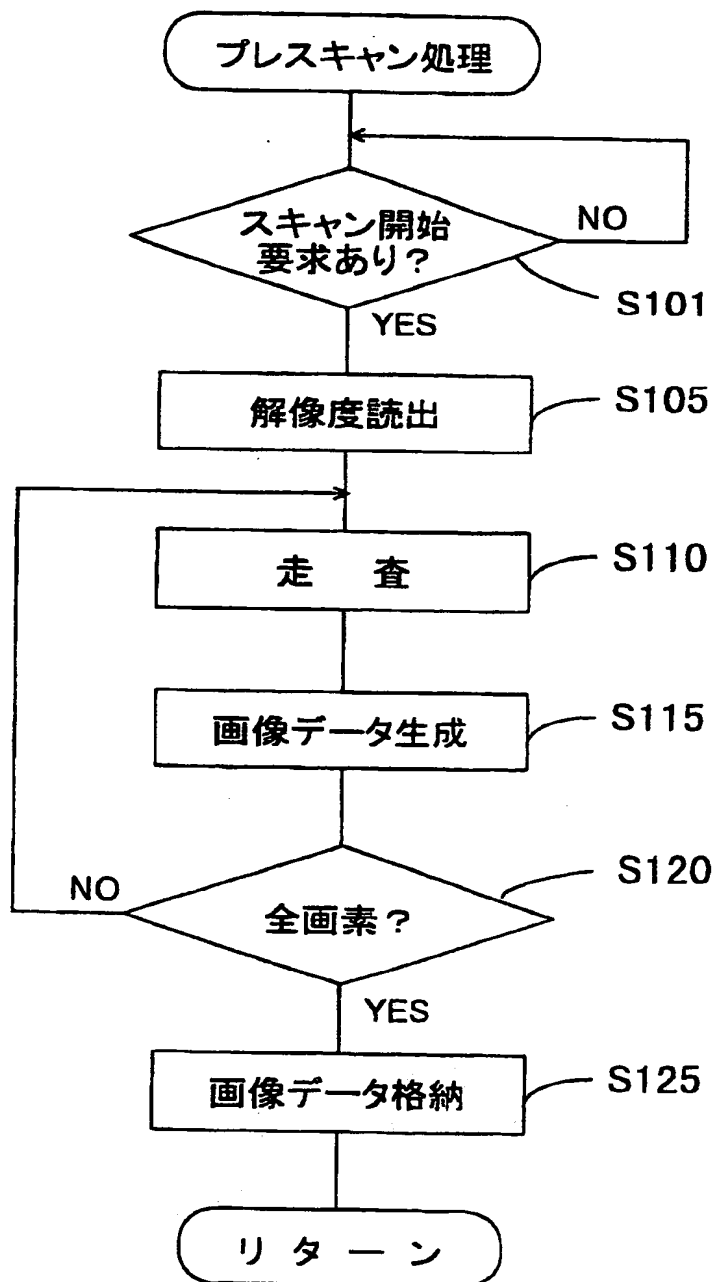 プレスキャン処理
スキャン開始
要求あり?
NO
S101
YES
解像度読出
S105
走 査
S110
画像データ生成
S115
全画素?
NO
S120
YES
画像データ格納
S125
リターン